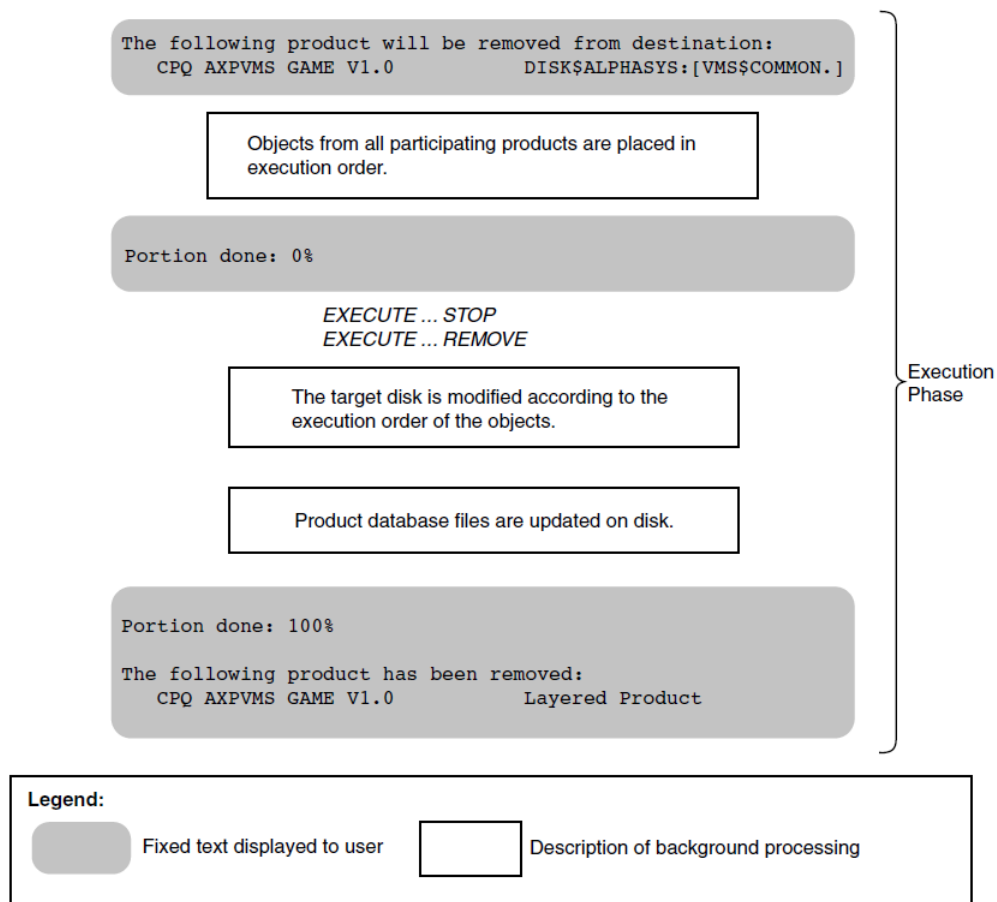 The following product will be removed from destination:
CPQ AXPVMS GAME V1.0 DISK$ALPHASYS:[VMS$COMMON.]
Objects from all participating products are placed in
execution order.
Portion done: 0%
EXECUTE ... STOP
EXECUTE ... REMOVE
The target disk is modified according to the
execution order of the objects.
Execution
Phase
Product database files are updated on disk.
Portion done: 100%
The following product has been removed:
CPQ AXPVMS GAME V1.0 Layered Product
Legend:
Fixed text displayed to user
Description of background processing